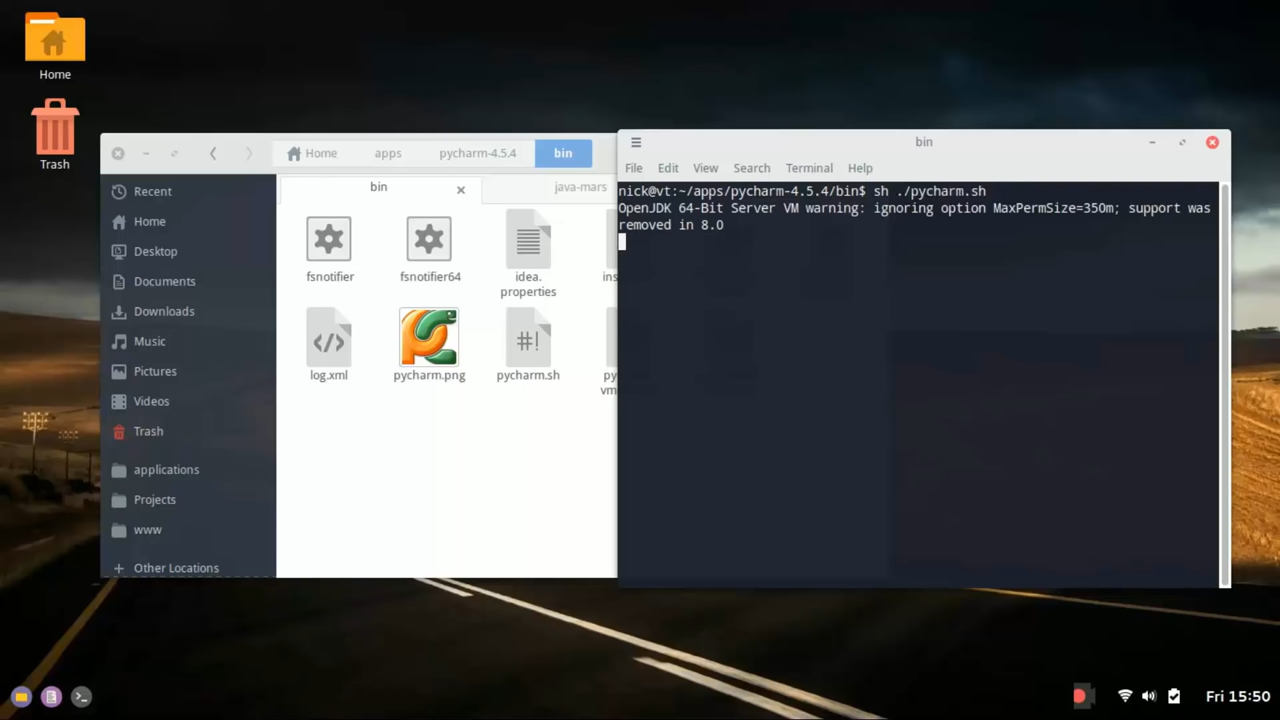 Home
Trash
Home
apps
pycharm-4.5.4
bin
bin
java-mars
Recent
Home
Desktop
Documents
Downloads
Music
Pictures
Videos
Trash
applications
Projects
www
Other Locations
fsnotifier
fsnotifier64
idea.
properties
ins
log.xml
pycharm.png
pycharm.sh
py
vm
bin
File Edit View Search Terminal Help
nick@vt:~/apps/pycharm-4.5.4/bin$ sh ./pycharm.sh
OpenJDK 64-Bit Server VM warning: ignoring option MaxPermSize=350m; support was
removed in 8.0
Fri 15:50